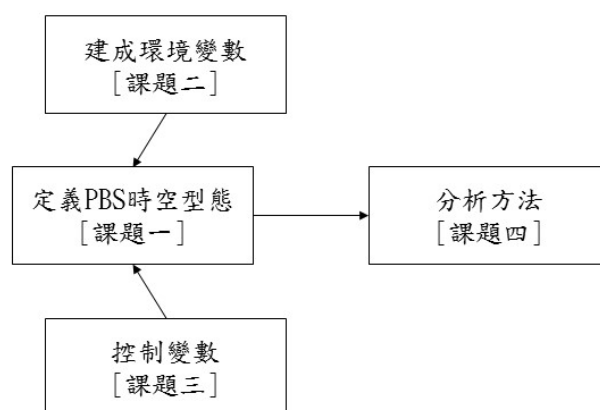 建成環境變數
[課題二]
定義PBS時空型態
[課題一]
分析方法
[課題四]
控制變數
[課題三]